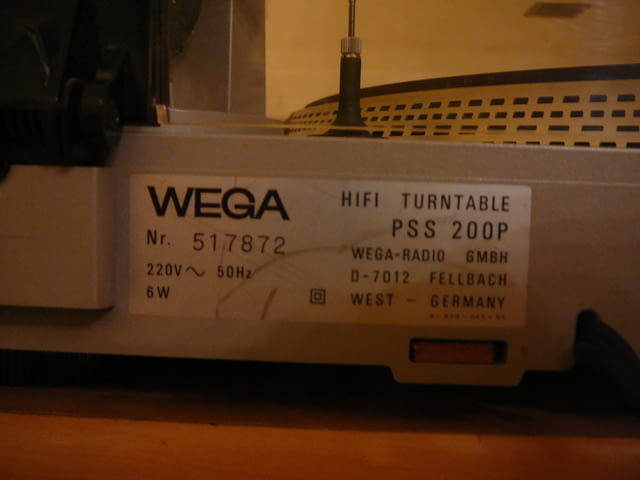 WEGA
Nr. 517872
220V ~ 50Hz
6W
HIFI TURNTABLE
PSS 200P
WEGA-RADIO GMBH
D-7012 FELLBACH
WEST - GERMANY